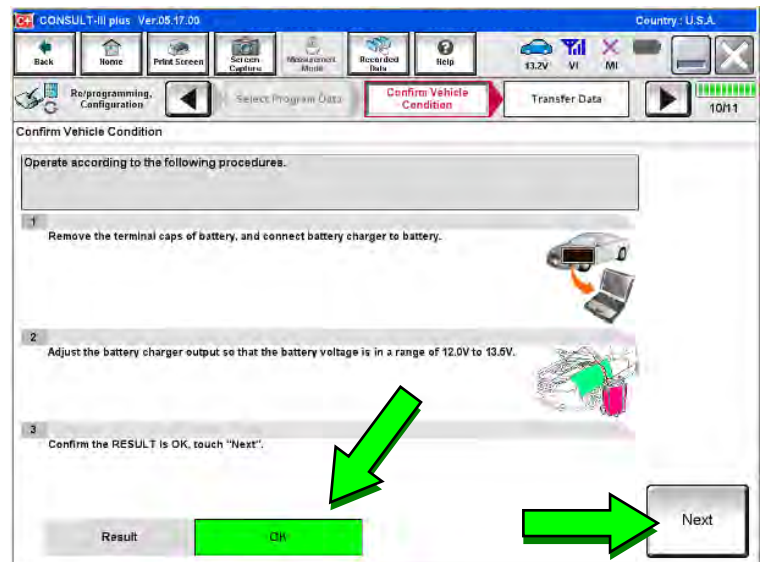 CONSULT-III plus Ver.05.17.00
Country : U.S.A.
Back
Home
Print Screen
Screen Capture
Measurement Mode
Recorded Data
Help
13.2V
VI
MI
Re/programming, Configuration
Select Program Data
Confirm Vehicle Condition
Transfer Data
10/11
Confirm Vehicle Condition
Operate according to the following procedures.
1
Remove the terminal caps of battery, and connect battery charger to battery.
2
Adjust the battery charger output so that the battery voltage is in a range of 12.0V to 13.5V.
3
Confirm the RESULT is OK, touch "Next".
Result
OK
Next